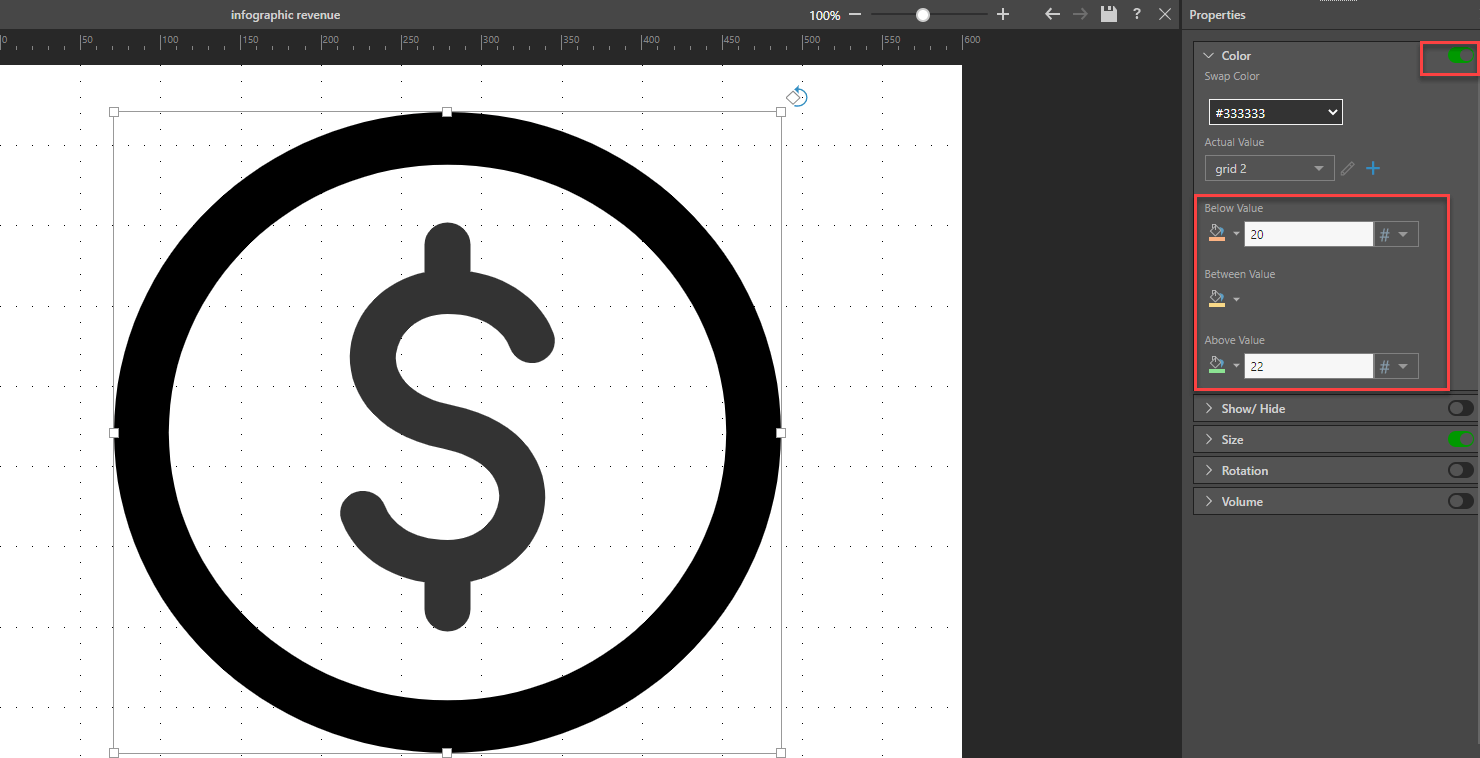 infographic revenue
100%
?
Properties
0 50 100 150 200 250 300 350 400 450 500 550 600
Color
Swap Color
#333333
Actual Value
grid 2
Below Value
20
#
Between Value
Above Value
22
#
Show/ Hide
Size
Rotation
Volume
$